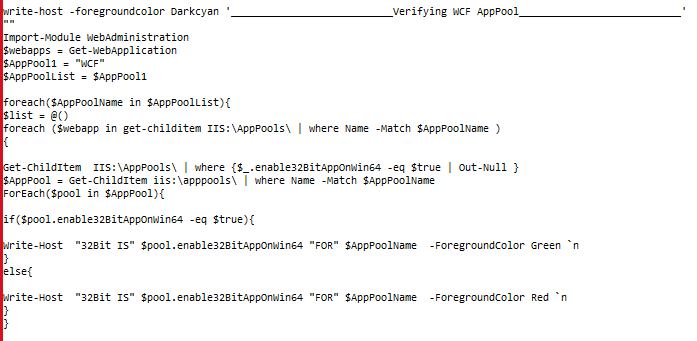 write-host -foregroundcolor Darkcyan '_________________________Verifying WCF AppPool_________________________'
""
Import-Module WebAdministration
$webapps = Get-WebApplication
$AppPool1 = "WCF"
$AppPoolList = $AppPool1
foreach($AppPoolName in $AppPoolList){
$list = @()
foreach ($webapp in get-childitem IIS:\AppPools\ | where Name -Match $AppPoolName )
{
Get-ChildItem  IIS:\AppPools\ | where {$_.enable32BitAppOnWin64 -eq $true | Out-Null }
$AppPool = Get-ChildItem iis:\apppools\ | where Name -Match $AppPoolName
ForEach($pool in $AppPool){
if($pool.enable32BitAppOnWin64 -eq $true){
Write-Host  "32Bit IS" $pool.enable32BitAppOnWin64 "FOR" $AppPoolName  -ForegroundColor Green `n
}
else{
Write-Host  "32Bit IS" $pool.enable32BitAppOnWin64 "FOR" $AppPoolName  -ForegroundColor Red `n
}
}